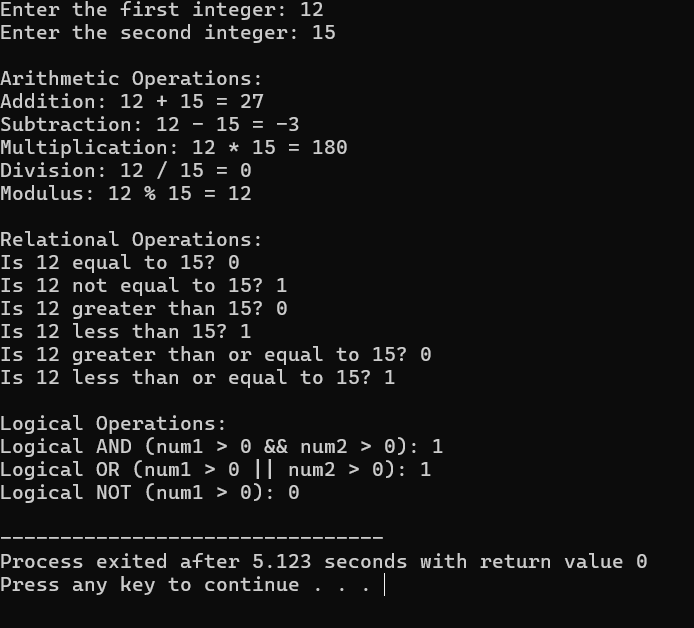 Enter the first integer: 12
Enter the second integer: 15

Arithmetic Operations:
Addition: 12 + 15 = 27
Subtraction: 12 - 15 = -3
Multiplication: 12 * 15 = 180
Division: 12 / 15 = 0
Modulus: 12 % 15 = 12

Relational Operations:
Is 12 equal to 15? 0
Is 12 not equal to 15? 1
Is 12 greater than 15? 0
Is 12 less than 15? 1
Is 12 greater than or equal to 15? 0
Is 12 less than or equal to 15? 1

Logical Operations:
Logical AND (num1 > 0 && num2 > 0): 1
Logical OR (num1 > 0 || num2 > 0): 1
Logical NOT (num1 > 0): 0

--------------------------------
Process exited after 5.123 seconds with return value 0
Press any key to continue . . .